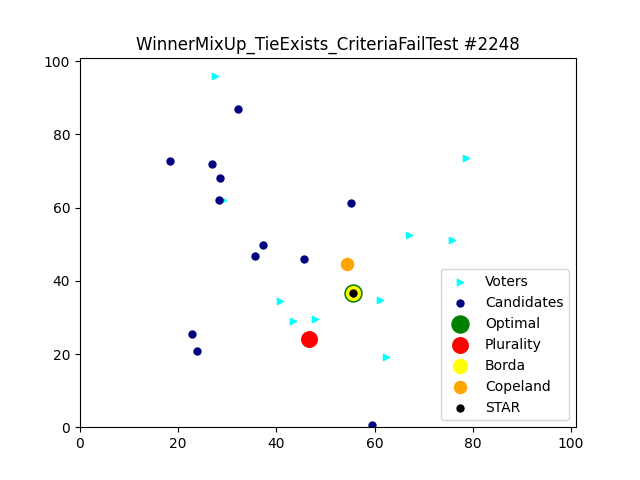 WinnerMixUp_TieExists_CriteriaFailTest #2248
100
80
60
40
20
0
0 20 40 60 80 100
Voters
Candidates
Optimal
Plurality
Borda
Copeland
STAR